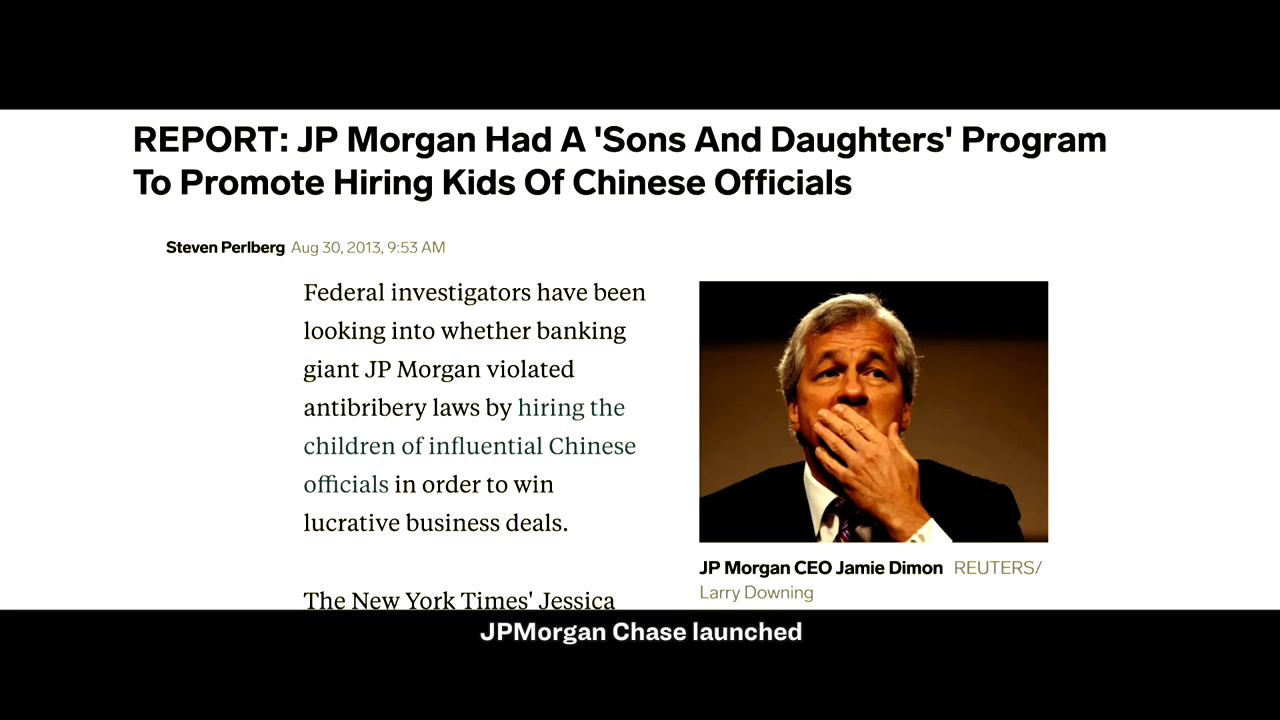 REPORT: JP Morgan Had A 'Sons And Daughters' Program
To Promote Hiring Kids Of Chinese Officials
Steven Perlberg Aug 30, 2013, 9:53 AM
Federal investigators have been
looking into whether banking
giant JP Morgan violated
antibribery laws by hiring the
children of influential Chinese
officials in order to win
lucrative business deals.
The New York Times' Jessica
JP Morgan CEO Jamie Dimon REUTERS/
Larry Downing
JPMorgan Chase launched